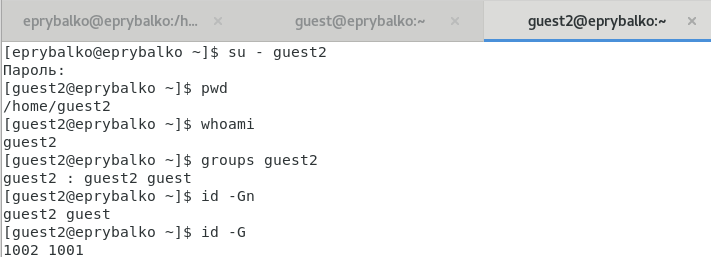 eprybalko@eprybalko:/h... × guest@eprybalko:~ × guest2@eprybalko:~ ×
[eprybalko@eprybalko ~]$ su - guest2
Пароль:
[guest2@eprybalko ~]$ pwd
/home/guest2
[guest2@eprybalko ~]$ whoami
guest2
[guest2@eprybalko ~]$ groups guest2
guest2 : guest2 guest
[guest2@eprybalko ~]$ id -Gn
guest2 guest
[guest2@eprybalko ~]$ id -G
1002 1001